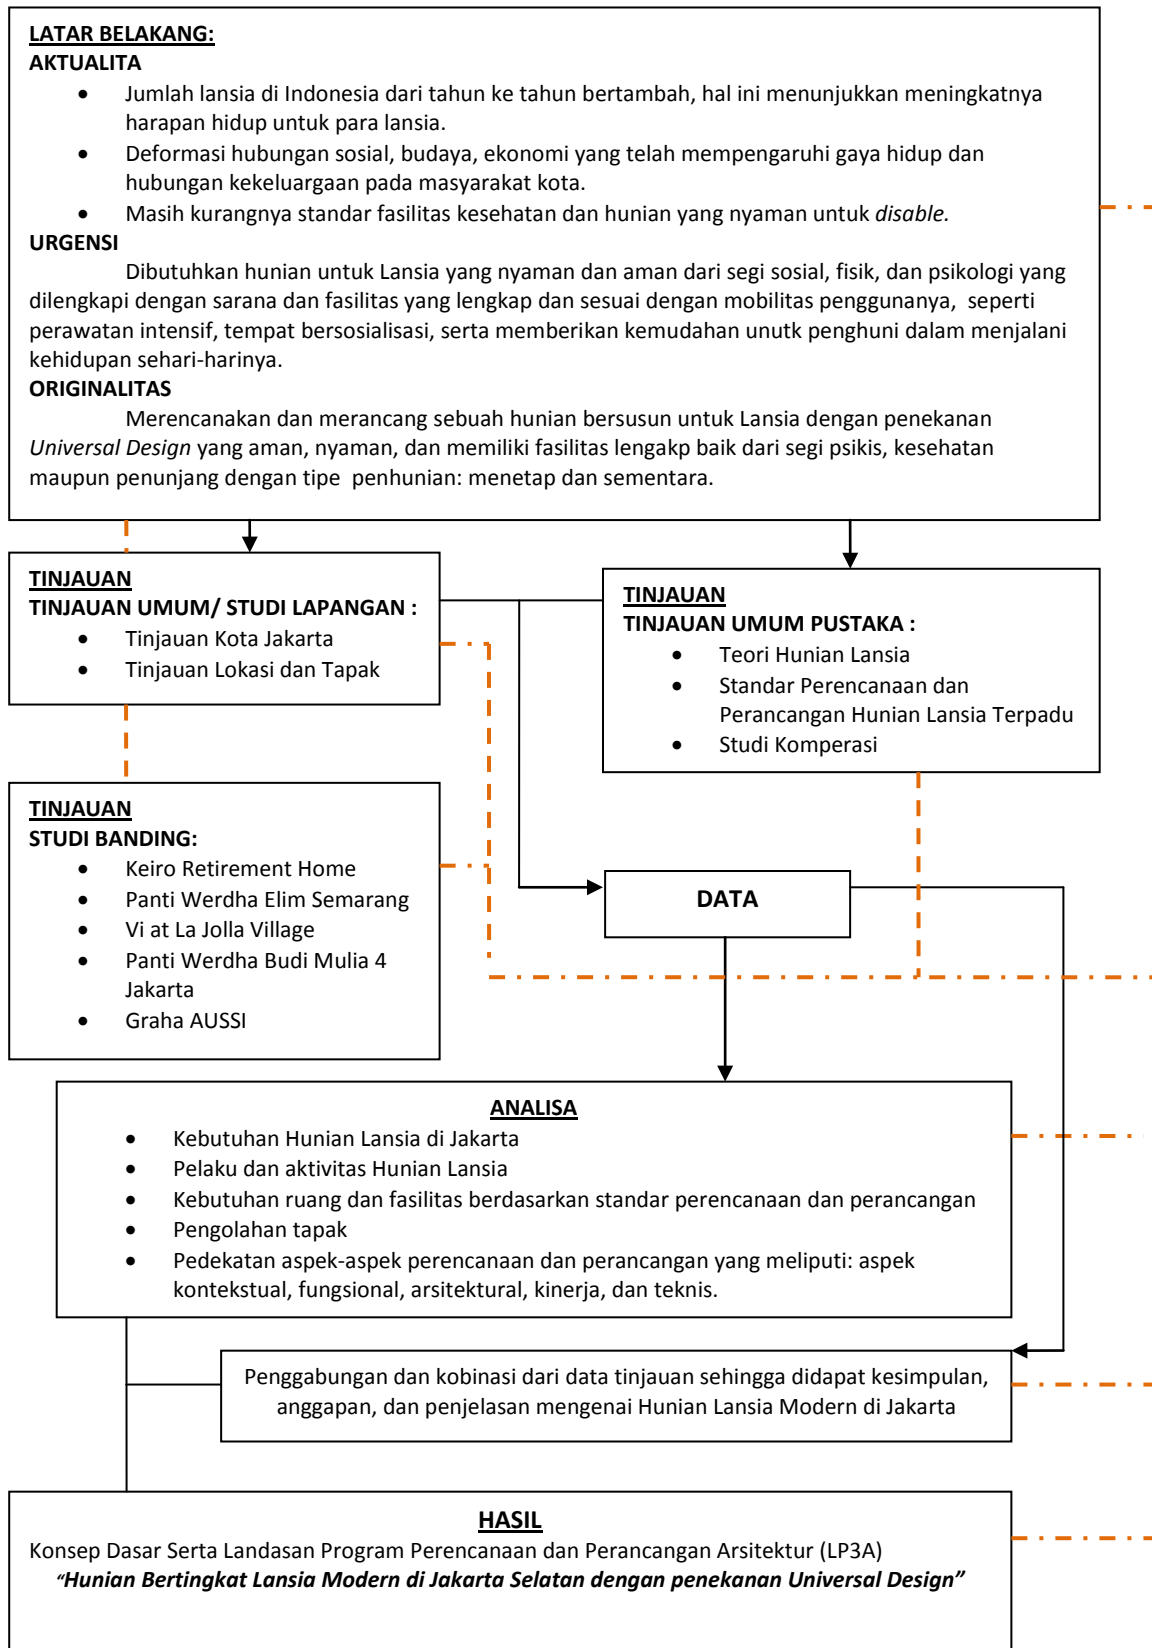 LATAR BELAKANG:
AKTUALITA
• Jumlah lansia di Indonesia dari tahun ke tahun bertambah, hal ini menunjukkan meningkatnya
harapan hidup untuk para lansia.
• Deformasi hubungan sosial, budaya, ekonomi yang telah mempengaruhi gaya hidup dan
hubungan kekeluargaan pada masyarakat kota.
• Masih kurangnya standar fasilitas kesehatan dan hunian yang nyaman untuk disable.
URGENSI
Dibutuhkan hunian untuk Lansia yang nyaman dan aman dari segi sosial, fisik, dan psikologi yang
dilengkapi dengan sarana dan fasilitas yang lengkap dan sesuai dengan mobilitas penggunanya, seperti
perawatan intensif, tempat bersosialisasi, serta memberikan kemudahan unutk penghuni dalam menjalani
kehidupan sehari-harinya.
ORIGINALITAS
Merencanakan dan merancang sebuah hunian bersusun untuk Lansia dengan penekanan
Universal Design yang aman, nyaman, dan memiliki fasilitas lengakp baik dari segi psikis, kesehatan
maupun penunjang dengan tipe penhunian: menetap dan sementara.
TINJAUAN
TINJAUAN UMUM/ STUDI LAPANGAN :
• Tinjauan Kota Jakarta
• Tinjauan Lokasi dan Tapak
TINJAUAN
TINJAUAN UMUM PUSTAKA :
• Teori Hunian Lansia
• Standar Perencanaan dan
Perancangan Hunian Lansia Terpadu
• Studi Komperasi
TINJAUAN
STUDI BANDING:
• Keiro Retirement Home
• Panti Werdha Elim Semarang
• Vi at La Jolla Village
• Panti Werdha Budi Mulia 4
Jakarta
• Graha AUSSI
DATA
ANALISA
• Kebutuhan Hunian Lansia di Jakarta
• Pelaku dan aktivitas Hunian Lansia
• Kebutuhan ruang dan fasilitas berdasarkan standar perencanaan dan perancangan
• Pengolahan tapak
• Pedekatan aspek-aspek perencanaan dan perancangan yang meliputi: aspek
kontekstual, fungsional, arsitektural, kinerja, dan teknis.
Penggabungan dan kobinasi dari data tinjauan sehingga didapat kesimpulan,
anggapan, dan penjelasan mengenai Hunian Lansia Modern di Jakarta
HASIL
Konsep Dasar Serta Landasan Program Perencanaan dan Perancangan Arsitektur (LP3A)
“Hunian Bertingkat Lansia Modern di Jakarta Selatan dengan penekanan Universal Design”